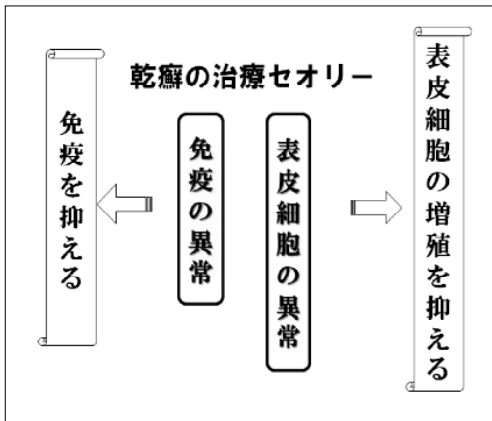 乾癬の治療セオリー
表皮細胞の増殖を抑える
表皮細胞の異常
免疫の異常
免疫を抑える